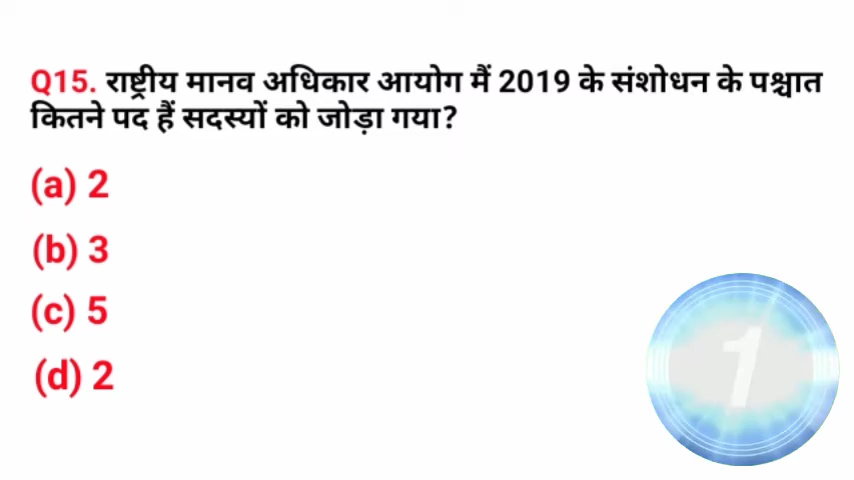 Q15. राष्ट्रीय मानव अधिकार आयोग मैं 2019 के संशोधन के पश्चात
कितने पद हैं सदस्यों को जोड़ा गया?
(a) 2
(b) 3
(c) 5
(d) 2
1